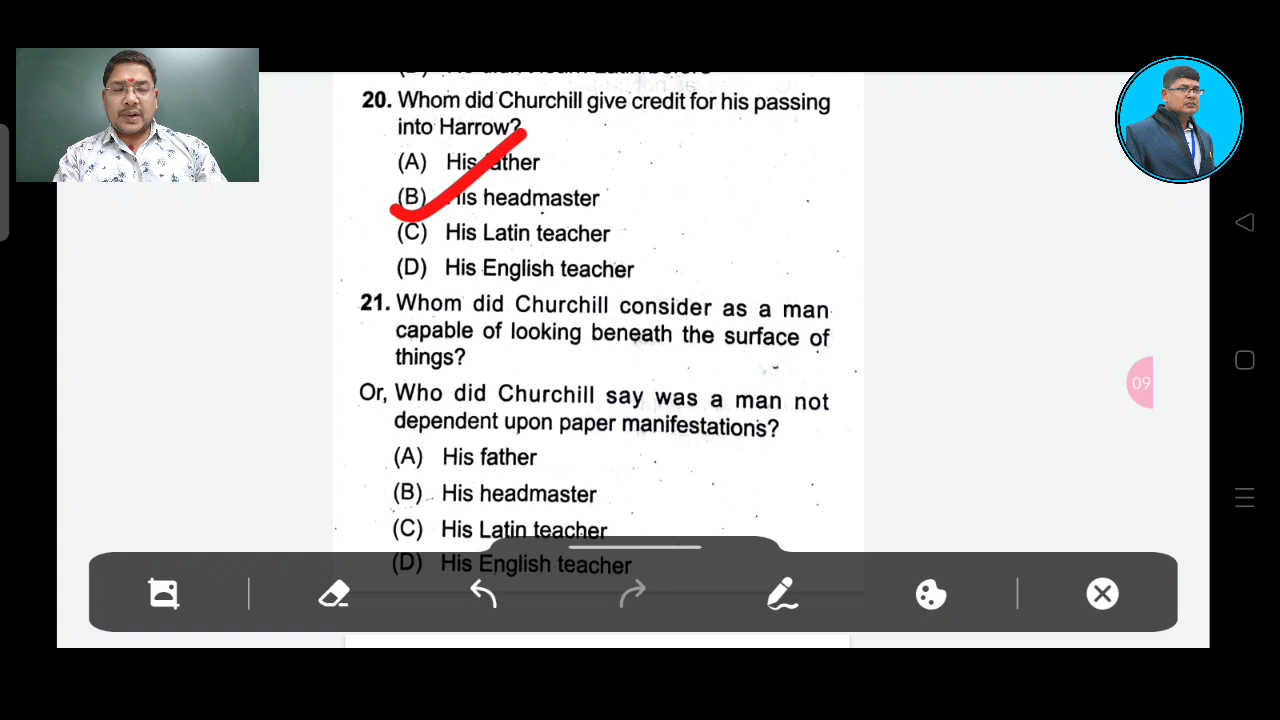 20. Whom did Churchill give credit for his passing
into Harrow?
(A) His father
(B) His headmaster
(C) His Latin teacher
(D) His English teacher
21. Whom did Churchill consider as a man
capable of looking beneath the surface of
things?
Or, Who did Churchill say was a man not
dependent upon paper manifestations?
(A) His father
(B) His headmaster
(C) His Latin teacher
(D) His English teacher
09